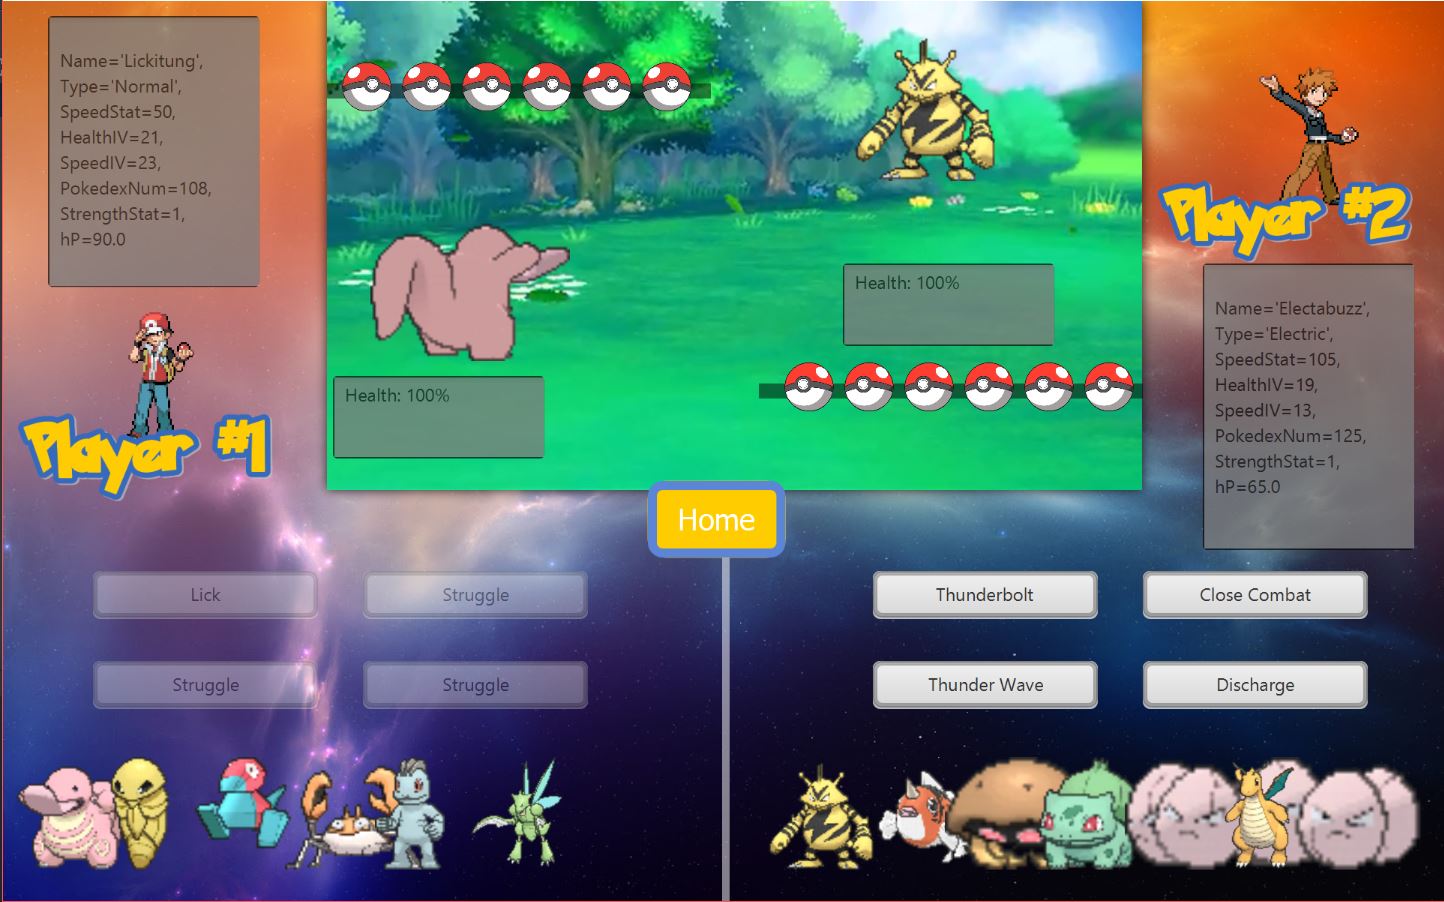 Name='Lickitung',
Type='Normal',
SpeedStat=50,
HealthIV=21,
SpeedIV=23,
PokedexNum=108,
StrengthStat=1,
hP=90.0
Player #1
Health: 100%
Health: 100%
Player #2
Name='Electabuzz',
Type='Electric',
SpeedStat=105,
HealthIV=19,
SpeedIV=13,
PokedexNum=125,
StrengthStat=1,
hP=65.0
Home
Lick
Struggle
Struggle
Struggle
Thunderbolt
Close Combat
Thunder Wave
Discharge